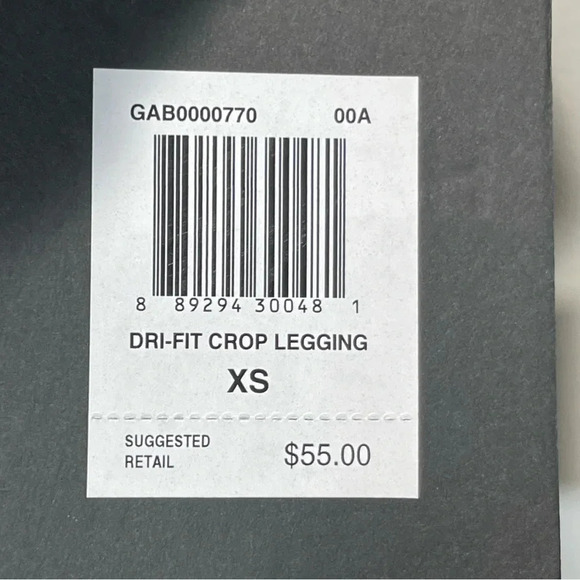 GAB0000770 00A
8 89294 30048 1
DRI-FIT CROP LEGGING
XS
SUGGESTED
RETAIL
$55.00